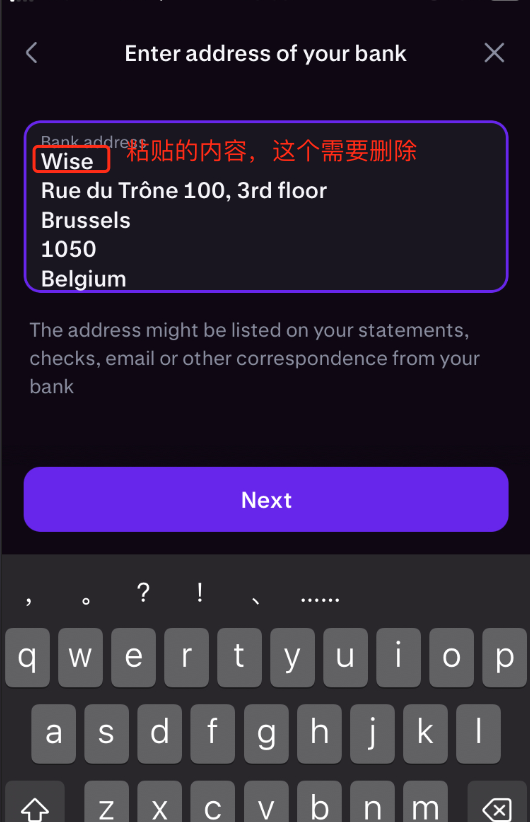 Enter address of your bank
Bank address
Wise
粘贴的内容，这个需要删除
Rue du Trône 100, 3rd floor
Brussels
1050
Belgium
The address might be listed on your statements,
checks, email or other correspondence from your
bank
Next
， 。 ？ ！ 、 ……
q w e r t y u i o p
a s d f g h j k l
z x c v b n m